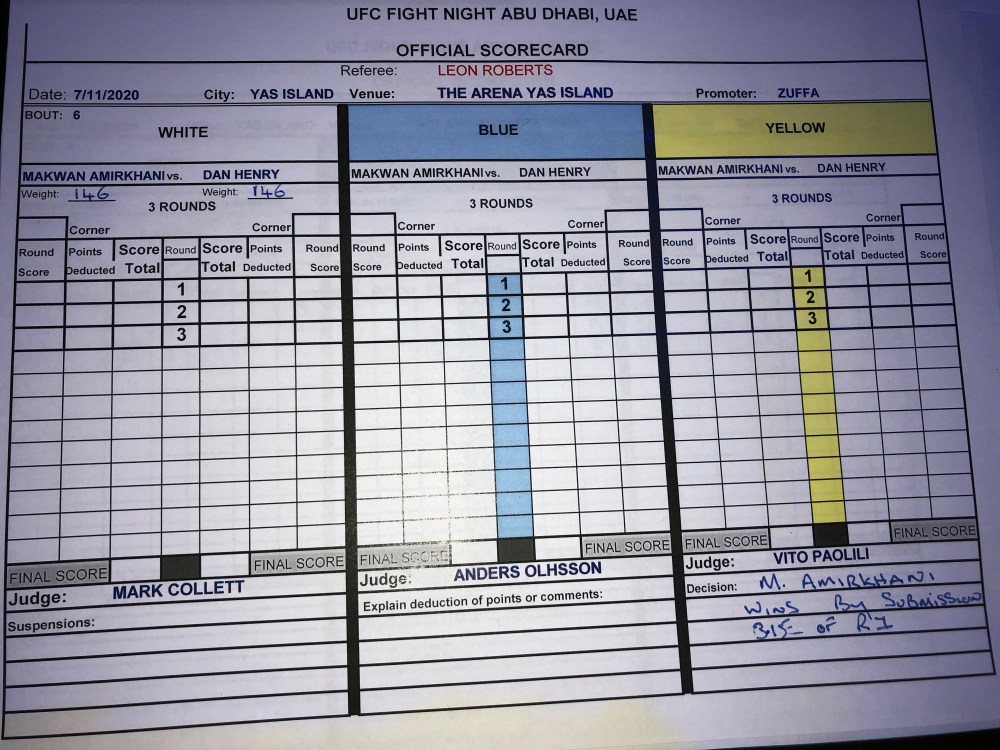 UFC FIGHT NIGHT ABU DHABI, UAE
OFFICIAL SCORECARD
Referee: LEON ROBERTS
Date: 7/11/2020 City: YAS ISLAND Venue: THE ARENA YAS ISLAND Promoter: ZUFFA
BOUT: 6
WHITE BLUE YELLOW
MAKWAN AMIRKHANI vs. DAN HENRY MAKWAN AMIRKHANI vs. DAN HENRY MAKWAN AMIRKHANI vs. DAN HENRY
Weight: 146 Weight: 146
3 ROUNDS 3 ROUNDS 3 ROUNDS
Corner Corner Corner Corner Corner Corner
Round Points Score Round Score Points Round Round Points Score Round Score Points Round Round Points Score Round Score Points Round
Score Deducted Total Total Deducted Score Score Deducted Total Total Deducted Score Score Deducted Total Total Deducted Score
1 1 1
2 2 2
3 3 3
FINAL SCORE FINAL SCORE FINAL SCORE FINAL SCORE FINAL SCORE FINAL SCORE
Judge: MARK COLLETT Judge: ANDERS OLHSSON Judge: VITO PAOLILI
Suspensions: Explain deduction of points or comments: Decision: M. AMIRKHANI
WINS By SUBMISSION
OF R1